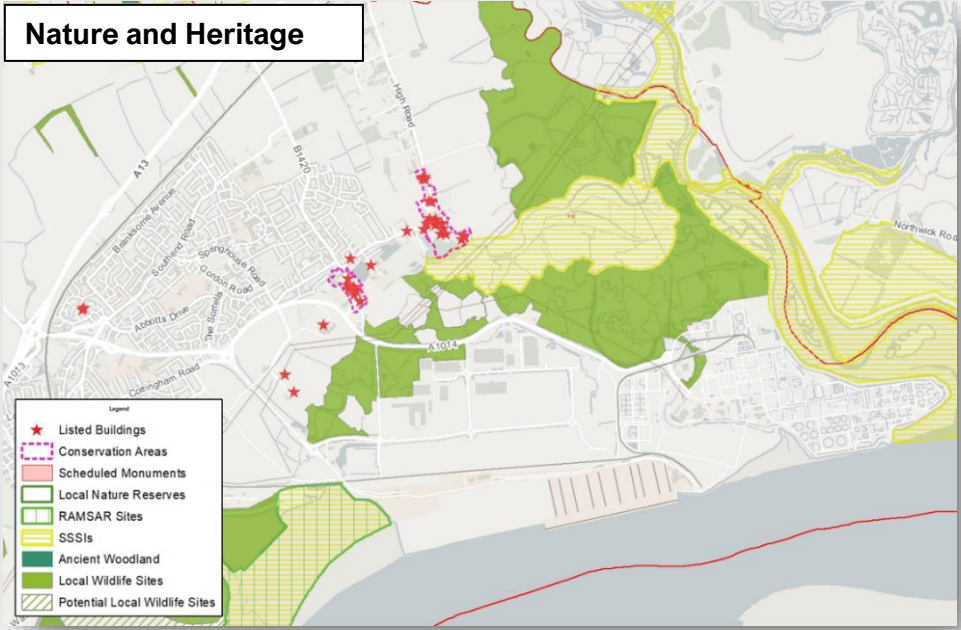 Nature and Heritage
High Road
A13
B1420
Branksome Avenue
Southend Road
Springhouse Road
Gordon Road
The Sorrells
Abbotts Drive
Northwick Roa
A1014
A1013
Corringham Road
Legend
Listed Buildings
Conservation Areas
Scheduled Monuments
Local Nature Reserves
RAMSAR Sites
SSSIs
Ancient Woodland
Local Wildlife Sites
Potential Local Wildlife Sites